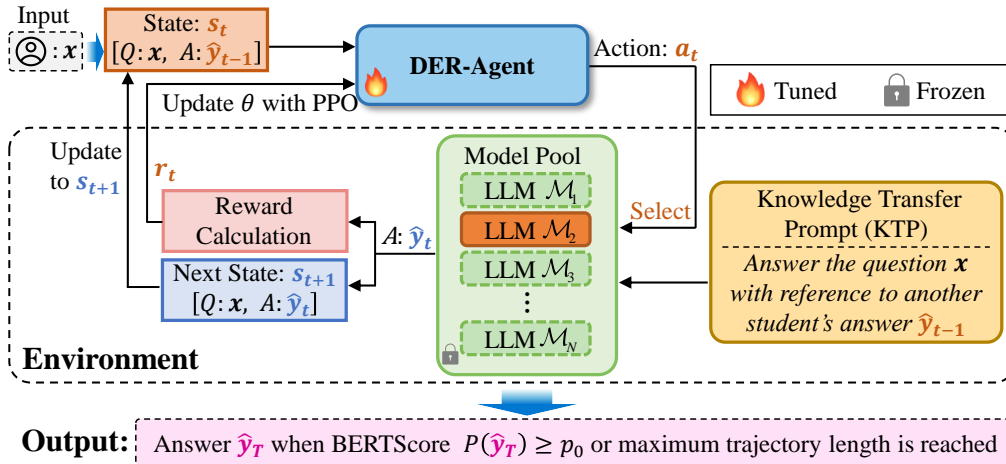 Input
: x
State: s_t
[Q: x, A: ŷ_{t-1}]
DER-Agent
Action: a_t
Update θ with PPO
Tuned
Frozen
Update
to s_{t+1}
r_t
Reward
Calculation
Next State: s_{t+1}
[Q: x, A: ŷ_t]
A: ŷ_t
Model Pool
LLM ℳ_1
LLM ℳ_2
LLM ℳ_3
⋮
LLM ℳ_N
Select
Knowledge Transfer
Prompt (KTP)
Answer the question x
with reference to another
student's answer ŷ_{t-1}
Environment
Output: Answer ŷ_T when BERTScore P(ŷ_T) ≥ p_0 or maximum trajectory length is reached